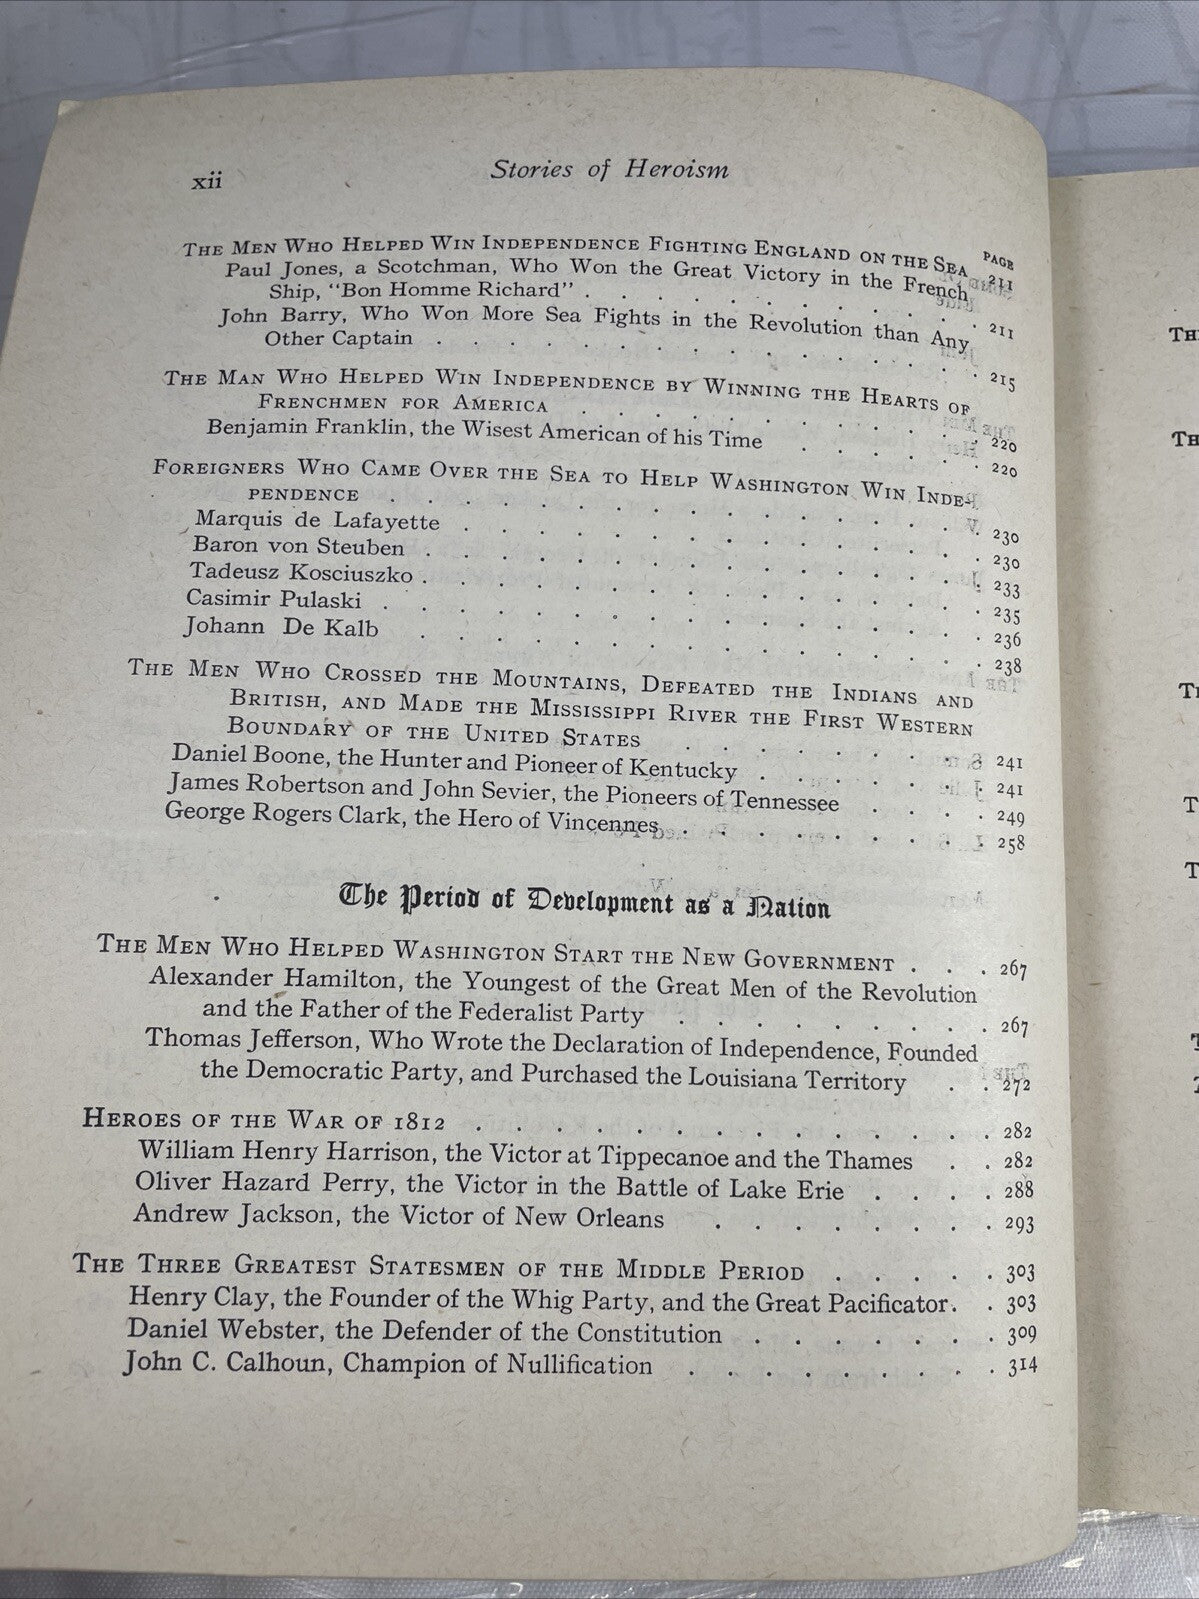 xii
Stories of Heroism
PAGE
The Men Who Helped Win Independence Fighting England on the Sea 211
Paul Jones, a Scotchman, Who Won the Great Victory in the French
Ship, "Bon Homme Richard" . . . . . . . . . . . 211
John Barry, Who Won More Sea Fights in the Revolution than Any
Other Captain . . . . . . . . . . . . . . 215
The Man Who Helped Win Independence by Winning the Hearts of
Frenchmen for America . . . . . . . . . . . 220
Benjamin Franklin, the Wisest American of his Time . . . . . . 220
Foreigners Who Came Over the Sea to Help Washington Win Inde-
pendence . . . . . . . . . . . . . . . . 230
Marquis de Lafayette . . . . . . . . . . . . . . 230
Baron von Steuben . . . . . . . . . . . . . . . 233
Tadeusz Kosciuszko . . . . . . . . . . . . . . . 235
Casimir Pulaski . . . . . . . . . . . . . . . . 236
Johann De Kalb . . . . . . . . . . . . . . . 238
The Men Who Crossed the Mountains, Defeated the Indians and
British, and Made the Mississippi River the First Western
Boundary of the United States . . . . . . . . . 241
Daniel Boone, the Hunter and Pioneer of Kentucky . . . . . . . 241
James Robertson and John Sevier, the Pioneers of Tennessee . . . . 249
George Rogers Clark, the Hero of Vincennes . . . . . . . . . 258
The Period of Development as a Nation
The Men Who Helped Washington Start the New Government . . . 267
Alexander Hamilton, the Youngest of the Great Men of the Revolution
and the Father of the Federalist Party . . . . . . . . . 267
Thomas Jefferson, Who Wrote the Declaration of Independence, Founded
the Democratic Party, and Purchased the Louisiana Territory . . 272
Heroes of the War of 1812 . . . . . . . . . . . . . . 282
William Henry Harrison, the Victor at Tippecanoe and the Thames . . 282
Oliver Hazard Perry, the Victor in the Battle of Lake Erie . . . . 288
Andrew Jackson, the Victor of New Orleans . . . . . . . . 293
The Three Greatest Statesmen of the Middle Period . . . . . 303
Henry Clay, the Founder of the Whig Party, and the Great Pacificator . . 303
Daniel Webster, the Defender of the Constitution . . . . . . . 309
John C. Calhoun, Champion of Nullification . . . . . . . . . 314